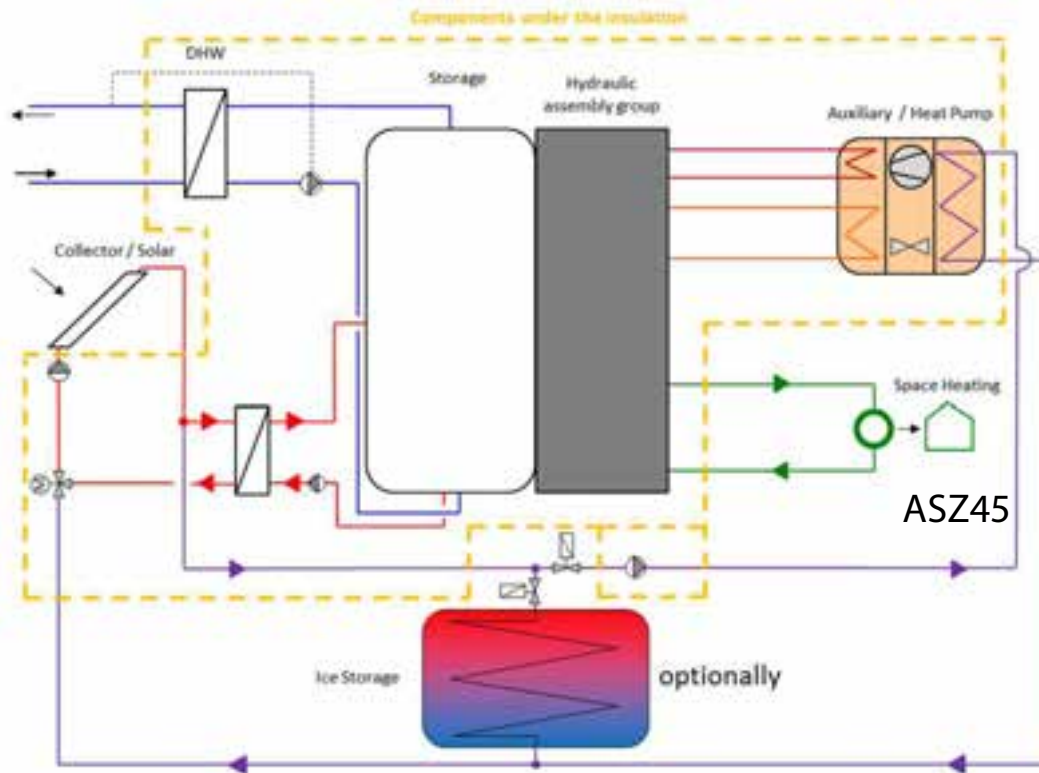 Components under the insulation
DHW
Storage
Hydraulic
assembly group
Auxiliary / Heat Pump
Collector / Solar
Space Heating
M
ASZ45
Ice Storage
optionally